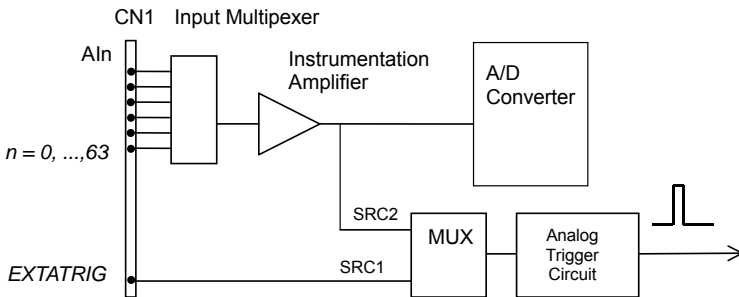 CN1 Input Multipexer
AIn
Instrumentation
Amplifier
A/D
Converter
n = 0, ...,63
SRC2
MUX
Analog
Trigger
Circuit
EXTATRIG
SRC1